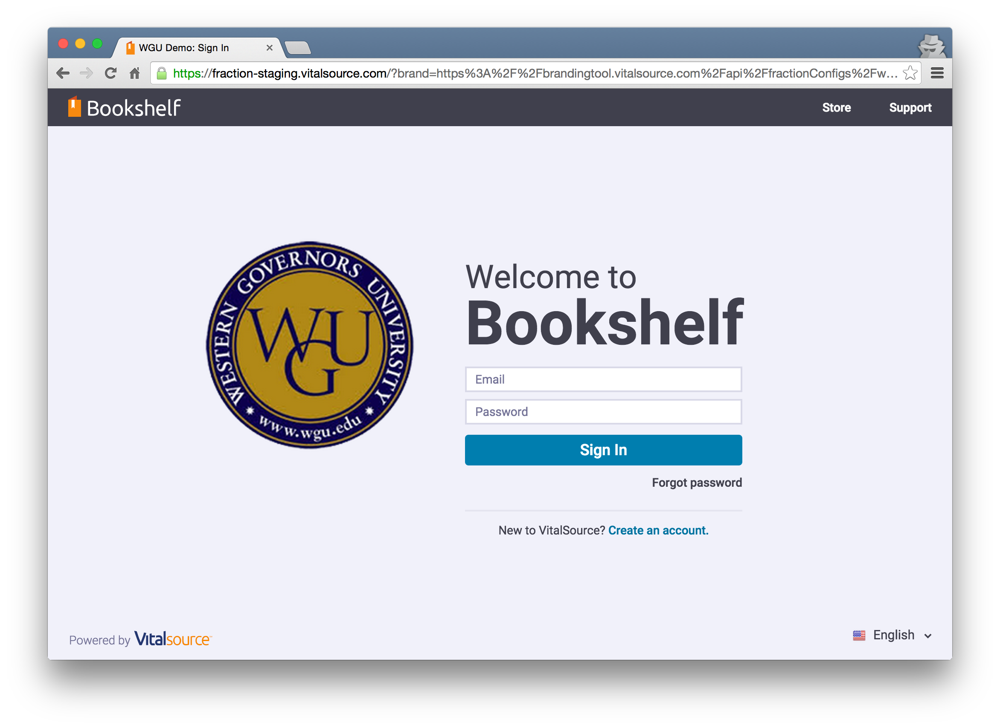 WGU Demo: Sign In
https://fraction-staging.vitalsource.com/?brand=https%3A%2F%2Fbrandingtool.vitalsource.com%2Fapi%2FfractionConfigs%2Fw...
Bookshelf
Store
Support
WESTERN GOVERNORS UNIVERSITY
WGU
www.wgu.edu
Welcome to
Bookshelf
Email
Password
Sign In
Forgot password
New to VitalSource? Create an account.
Powered by Vitalsource™
English